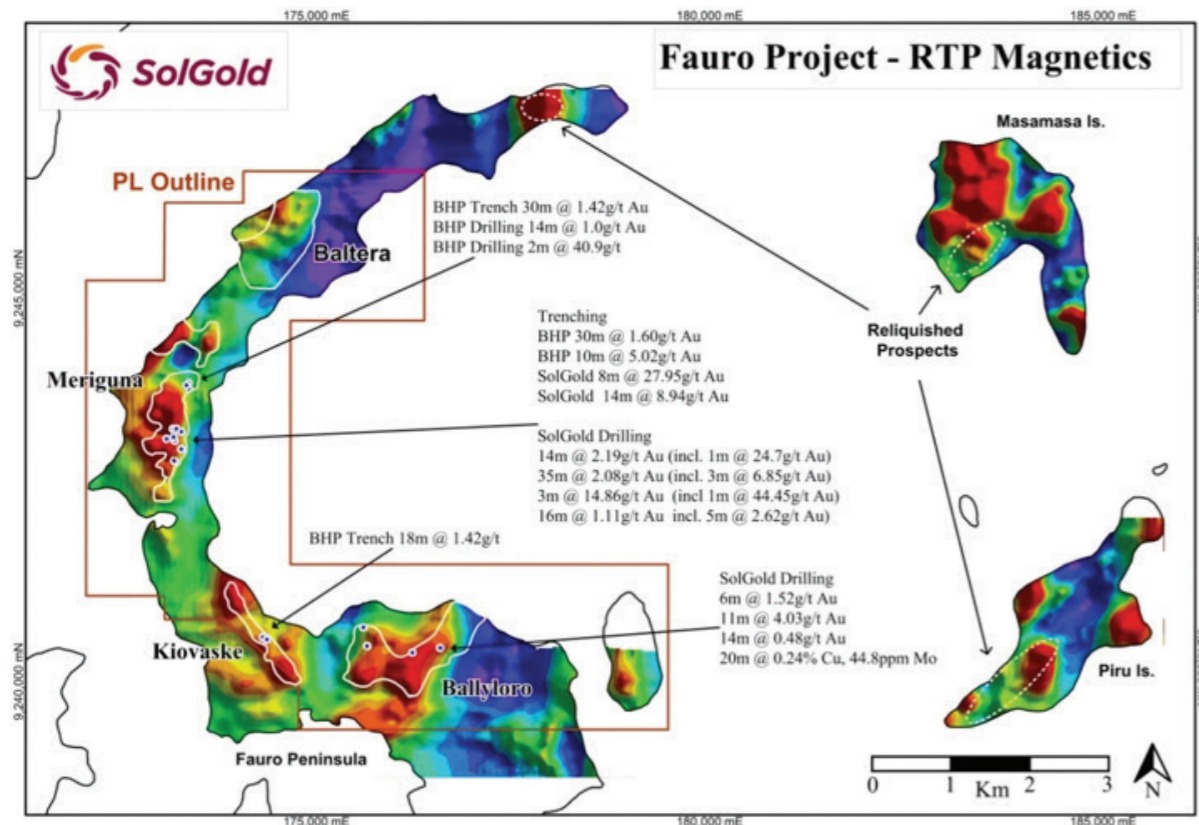 175,000 mE
180,000 mE
185,000 mE
SolGold
Fauro Project - RTP Magnetics
Masamasa Is.
PL Outline
BHP Trench 30m @ 1.42g/t Au
BHP Drilling 14m @ 1.0g/t Au
BHP Drilling 2m @ 40.9g/t
Baltera
9,245,000 mN
Trenching
BHP 30m @ 1.60g/t Au
BHP 10m @ 5.02g/t Au
SolGold 8m @ 27.95g/t Au
SolGold 14m @ 8.94g/t Au
Reliquished
Prospects
Meriguna
SolGold Drilling
14m @ 2.19g/t Au (incl. 1m @ 24.7g/t Au)
35m @ 2.08g/t Au (incl. 3m @ 6.85g/t Au)
3m @ 14.86g/t Au (incl 1m @ 44.45g/t Au)
16m @ 1.11g/t Au incl. 5m @ 2.62g/t Au)
BHP Trench 18m @ 1.42g/t
SolGold Drilling
6m @ 1.52g/t Au
11m @ 4.03g/t Au
14m @ 0.48g/t Au
20m @ 0.24% Cu, 44.8ppm Mo
Kiovaske
Ballyloro
Piru Is.
9,240,000 mN
Fauro Peninsula
0 1 2 3
Km
N
175,000 mE
180,000 mE
185,000 mE